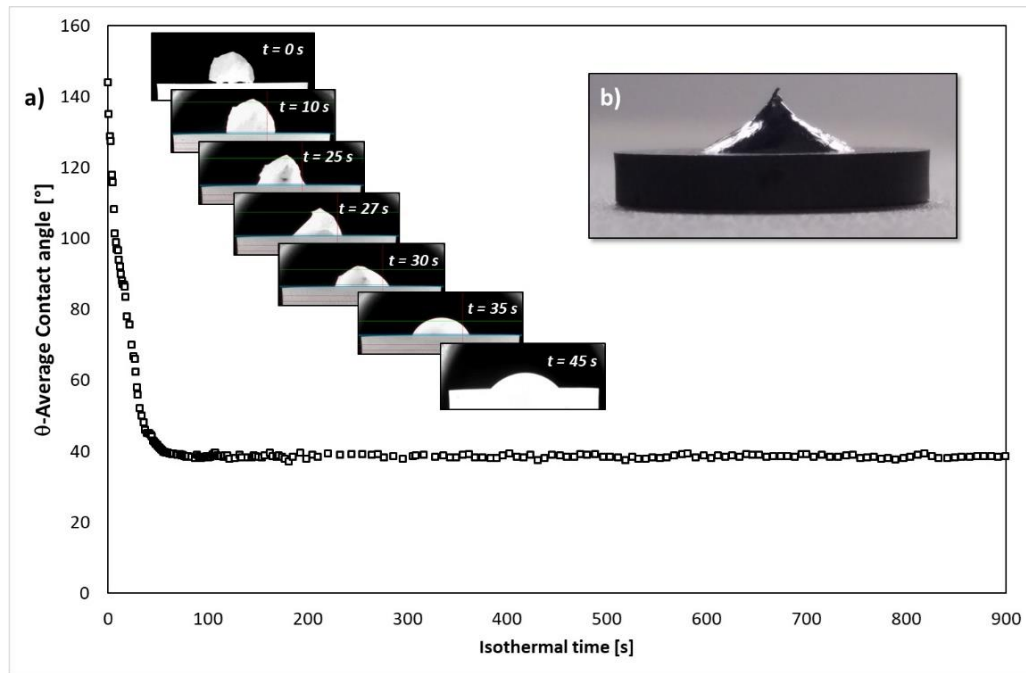 160
140
120
100
80
60
40
20
0
θ-Average Contact angle [°]
a)
t = 0 s
t = 10 s
t = 25 s
t = 27 s
t = 30 s
t = 35 s
t = 45 s
b)
0 100 200 300 400 500 600 700 800 900
Isothermal time [s]